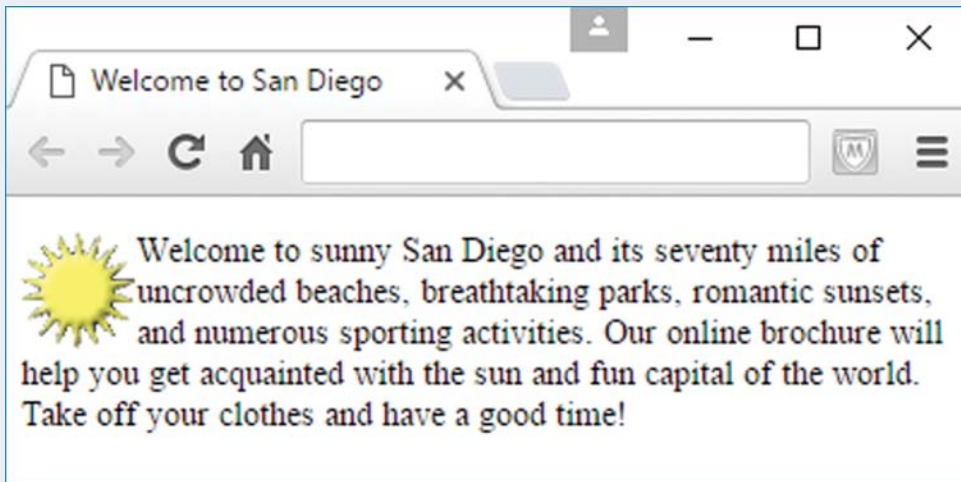 Welcome to San Diego
M
Welcome to sunny San Diego and its seventy miles of
uncrowded beaches, breathtaking parks, romantic sunsets,
and numerous sporting activities. Our online brochure will
help you get acquainted with the sun and fun capital of the world.
Take off your clothes and have a good time!